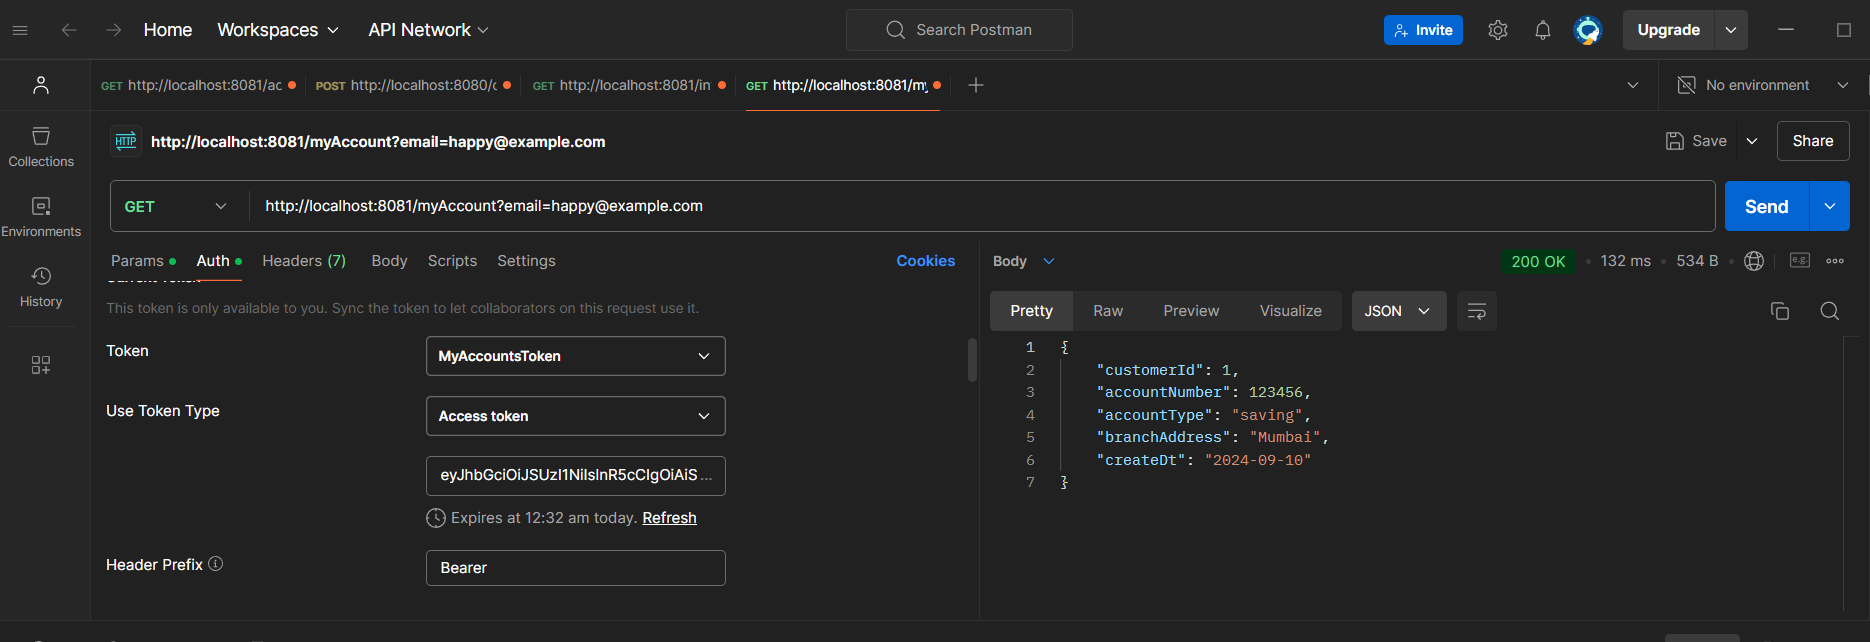 Home Workspaces API Network Search Postman Invite Upgrade
GET http://localhost:8081/ac POST http://localhost:8080/c GET http://localhost:8081/in GET http://localhost:8081/my No environment
HTTP http://localhost:8081/myAccount?email=happy@example.com Save Share
Collections
GET http://localhost:8081/myAccount?email=happy@example.com Send
Environments
History
Params Auth Headers (7) Body Scripts Settings Cookies
Current Token
This token is only available to you. Sync the token to let collaborators on this request use it.
Token MyAccountsToken
Use Token Type Access token
eyJhbGciOiJSUzI1NiIsInR5cCIgOiAiS ...
Expires at 12:32 am today. Refresh
Header Prefix Bearer
Body 200 OK 132 ms 534 B e.g.
Pretty Raw Preview Visualize JSON
1 {
2 "customerId": 1,
3 "accountNumber": 123456,
4 "accountType": "saving",
5 "branchAddress": "Mumbai",
6 "createDt": "2024-09-10"
7 }